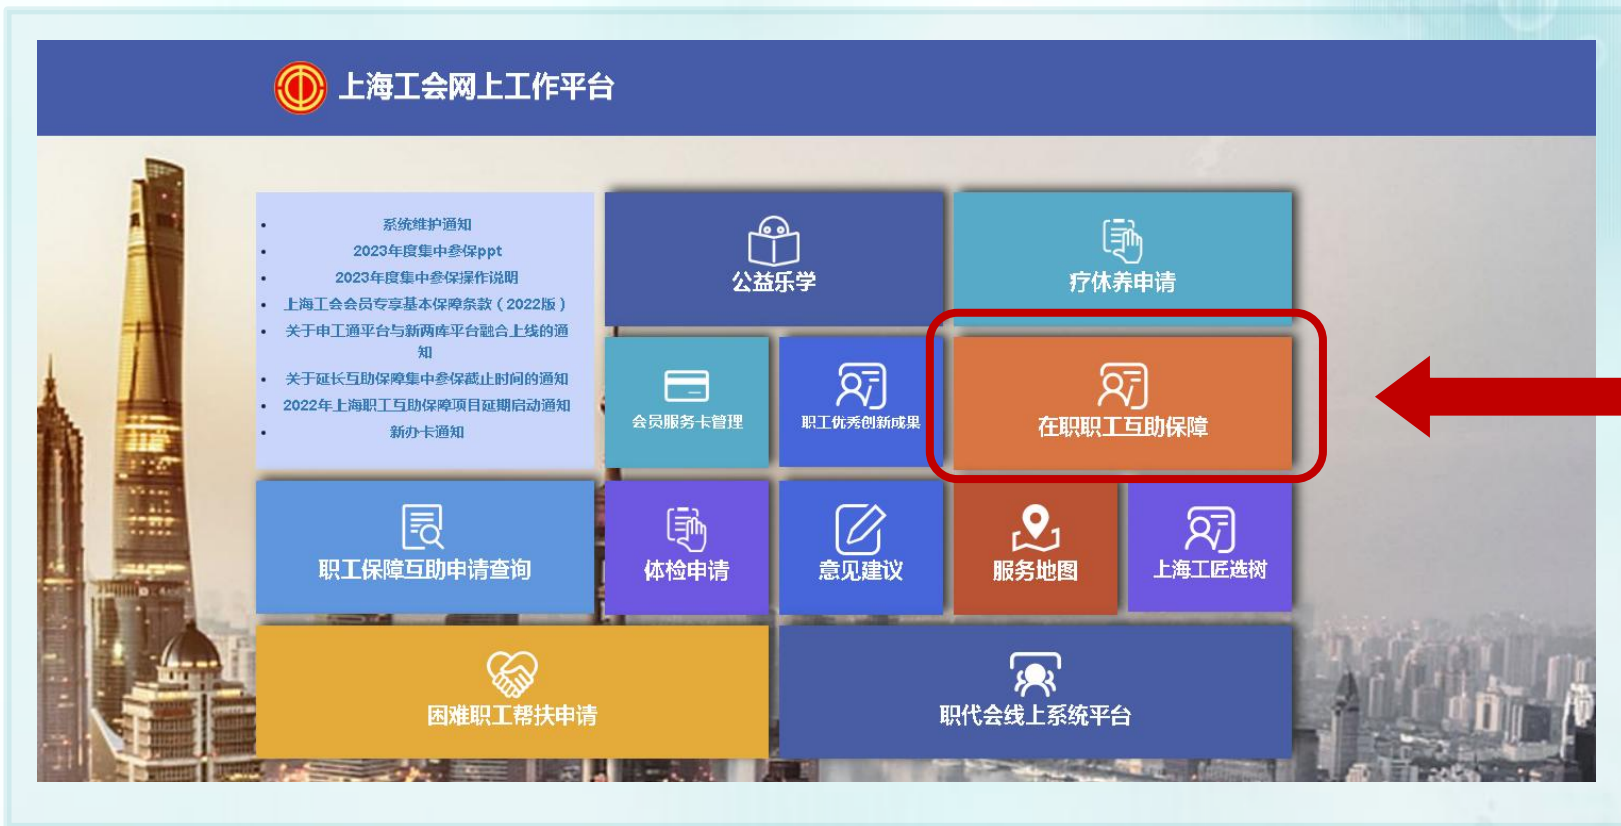 上海工会网上工作平台
系统维护通知
2023年度集中参保ppt
2023年度集中参保操作说明
上海工会会员专享基本保障条款（2022版）
关于申工通平台与新两库平台融合上线的通
知
关于延长互助保障集中参保截止时间的通知
2022年上海职工互助保障项目延期启动通知
新办卡通知
公益乐学
疗休养申请
会员服务卡管理
职工优秀创新成果
在职职工互助保障
职工保障互助申请查询
体检申请
意见建议
服务地图
上海工匠选树
困难职工帮扶申请
职代会线上系统平台